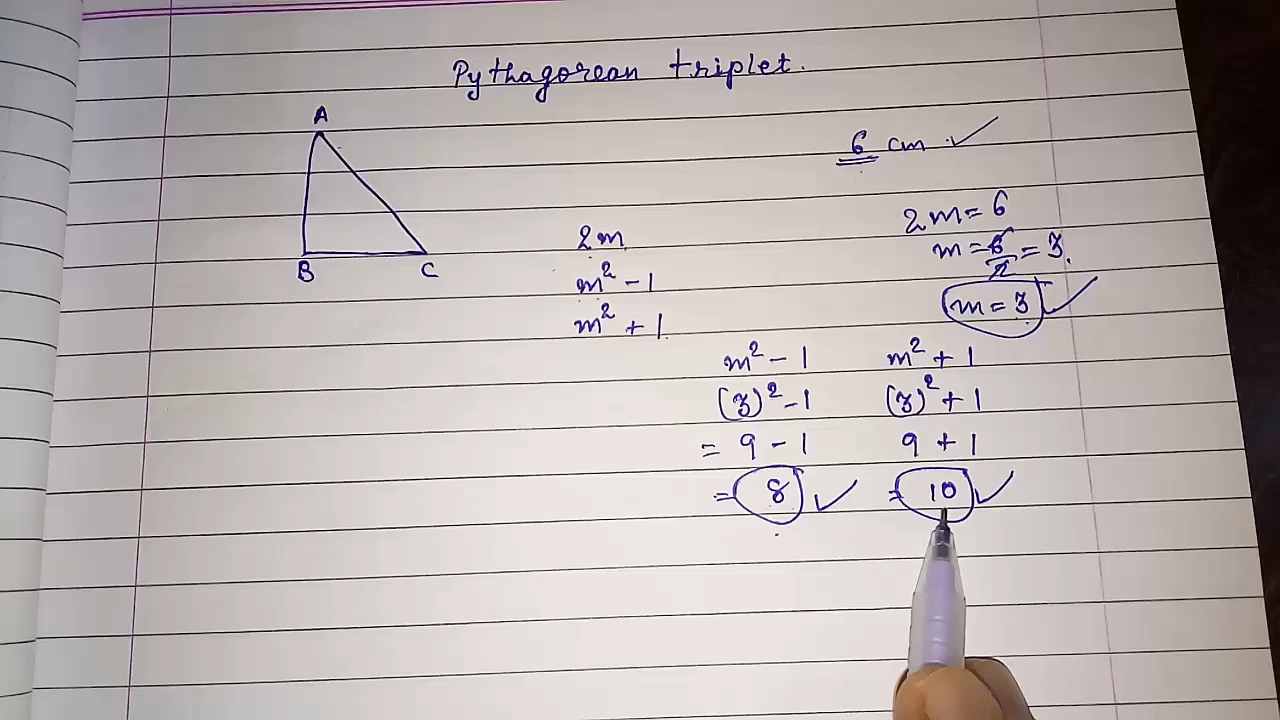 Pythagorean triplet.
A
B
C
6 cm ✓
2m
m² - 1
m² + 1
2m = 6
m = 6/2 = 3.
m = 3 ✓
m² - 1 m² + 1
(3)² - 1 (3)² + 1
= 9 - 1 9 + 1
= 8 ✓ = 10 ✓